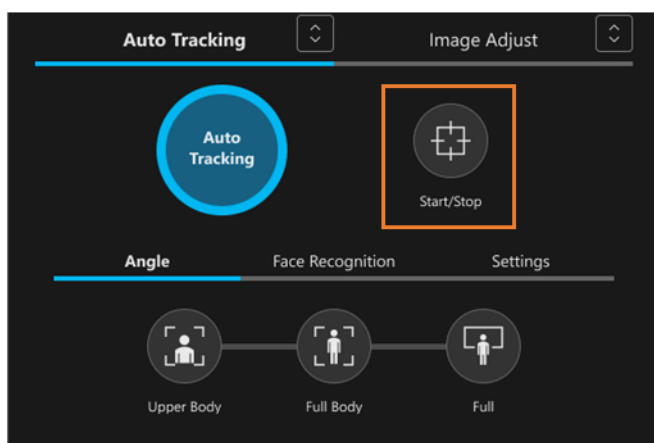 Auto Tracking
Image Adjust
Auto
Tracking
Start/Stop
Angle
Face Recognition
Settings
Upper Body
Full Body
Full